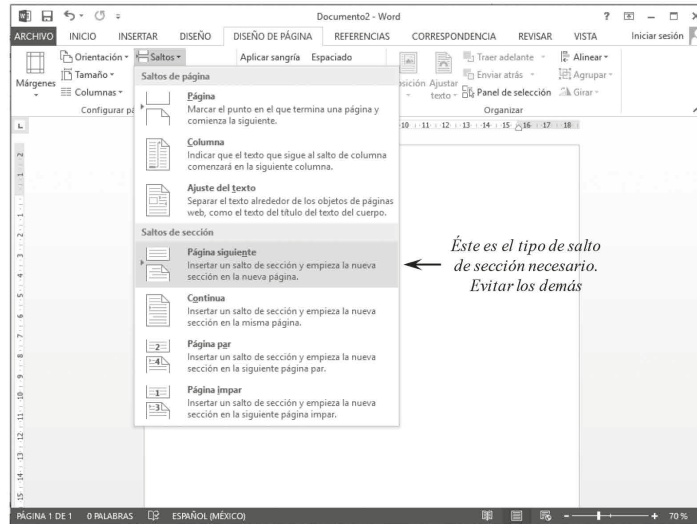 Documento2 - Word
ARCHIVO INICIO INSERTAR DISEÑO DISEÑO DE PÁGINA REFERENCIAS CORRESPONDENCIA REVISAR VISTA Iniciar sesión
Márgenes
Orientación
Tamaño
Columnas
Saltos
Aplicar sangría Espaciado
Ajustar texto
Traer adelante
Enviar atrás
Panel de selección
Alinear
Agrupar
Girar
Organizar
Saltos de página
Página
Marcar el punto en el que termina una página y
comienza la siguiente.
Columna
Indicar que el texto que sigue al salto de columna
comenzará en la siguiente columna.
Ajuste del texto
Separar el texto alrededor de los objetos de páginas
web, como el texto del título del texto del cuerpo.
Saltos de sección
Página siguiente
Insertar un salto de sección y empieza la nueva
sección en la nueva página.
Continua
Insertar un salto de sección y empieza la nueva
sección en la misma página.
Página par
Insertar un salto de sección y empieza la nueva
sección en la siguiente página par.
Página impar
Insertar un salto de sección y empieza la nueva
sección en la siguiente página impar.
Éste es el tipo de salto
de sección necesario.
Evitar los demás
PÁGINA 1 DE 1 0 PALABRAS ESPAÑOL (MÉXICO) 70 %